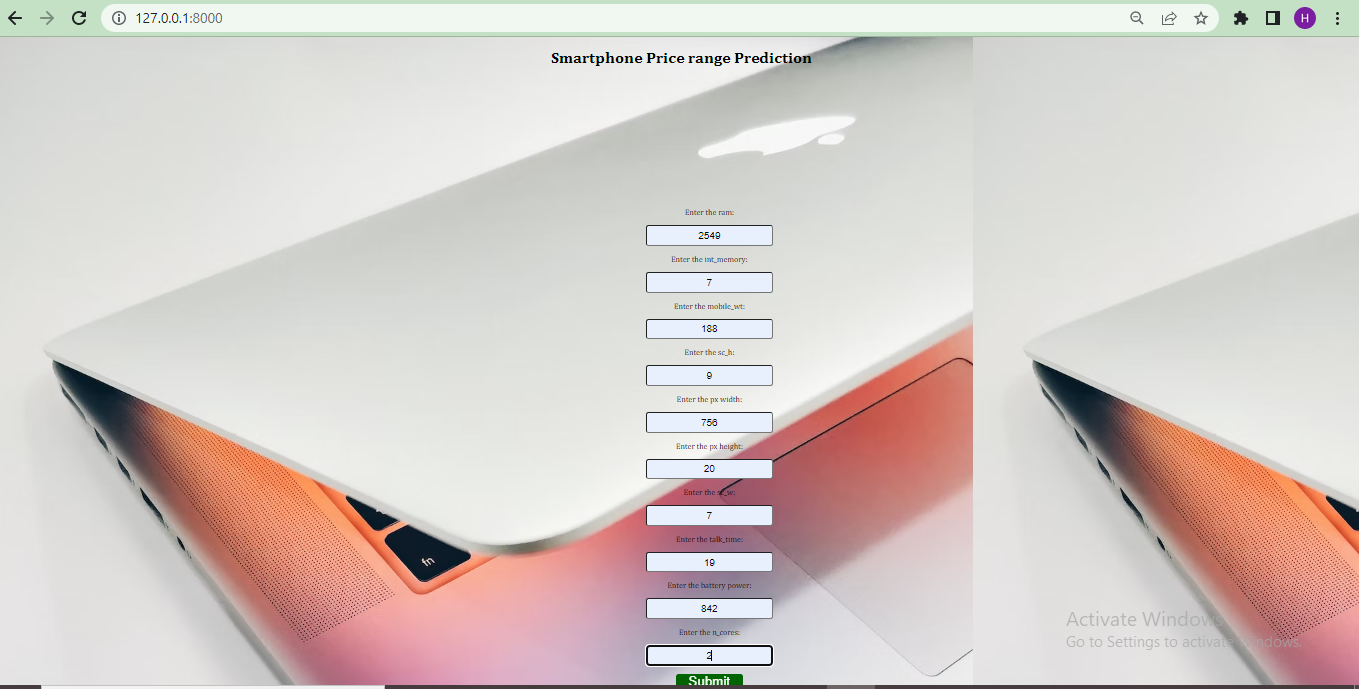 127.0.0.1:8000
H
Smartphone Price range Prediction
Enter the ram:
2549
Enter the int_memory:
7
Enter the mobile_wt:
188
Enter the sc_h:
9
Enter the px width:
756
Enter the px height:
20
Enter the sc_w:
7
Enter the talk_time:
19
fn
Enter the battery power:
842
Enter the n_cores:
2
Submit
Activate Windows
Go to Settings to activate Windows.